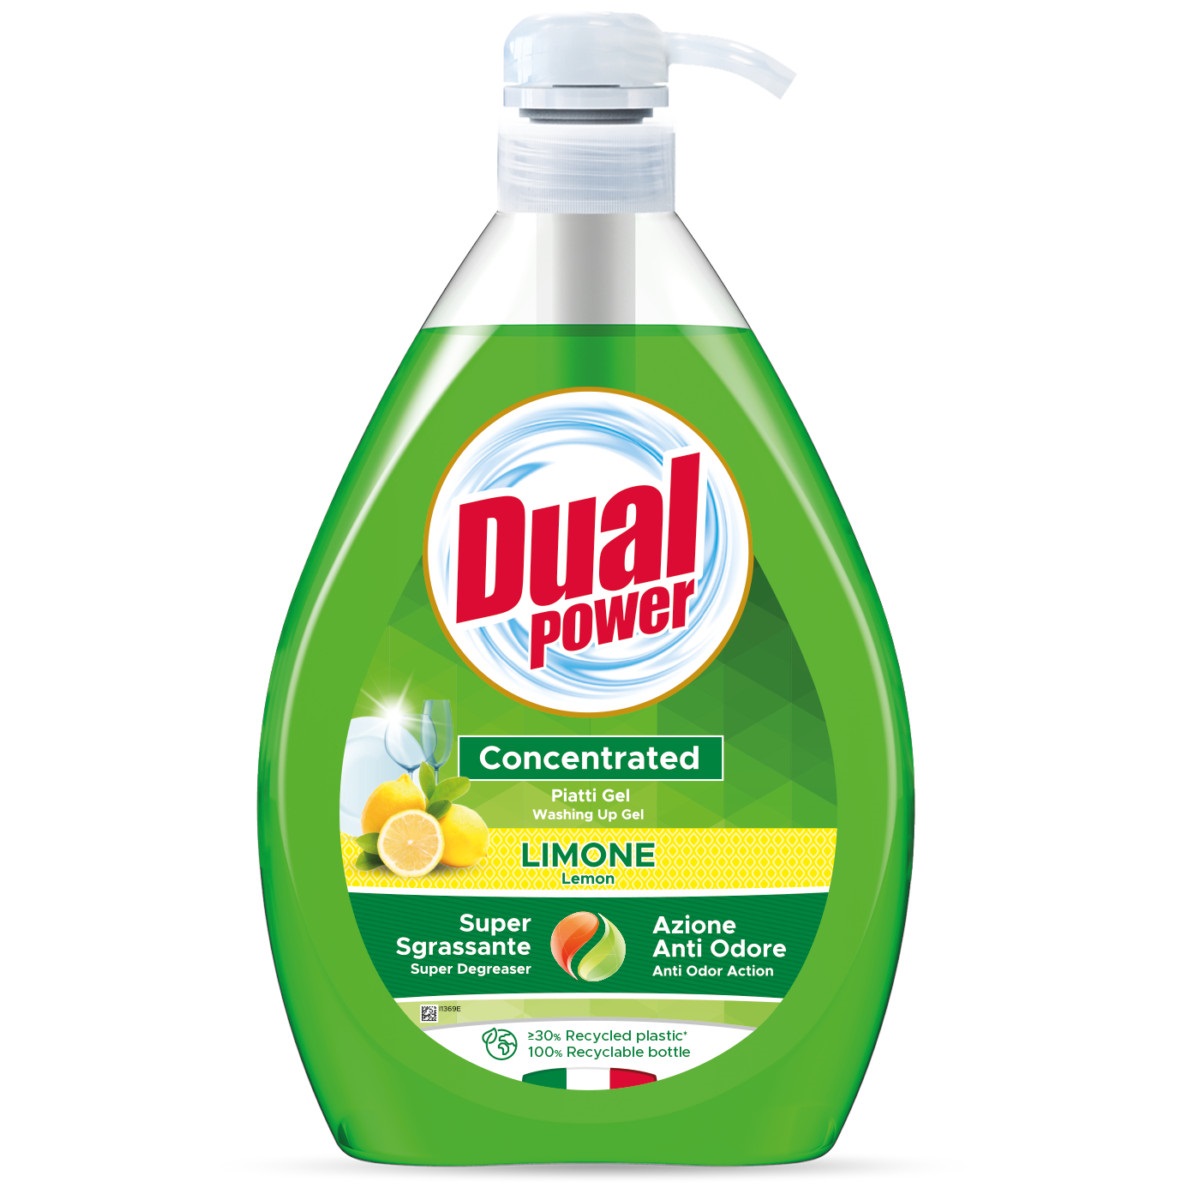 Dual
POWER
Concentrated
Piatti Gel
Washing Up Gel
LIMONE
Lemon
Super
Sgrassante
Super Degreaser
Azione
Anti Odore
Anti Odor Action
I1369E
≥30% Recycled plastic*
100% Recyclable bottle